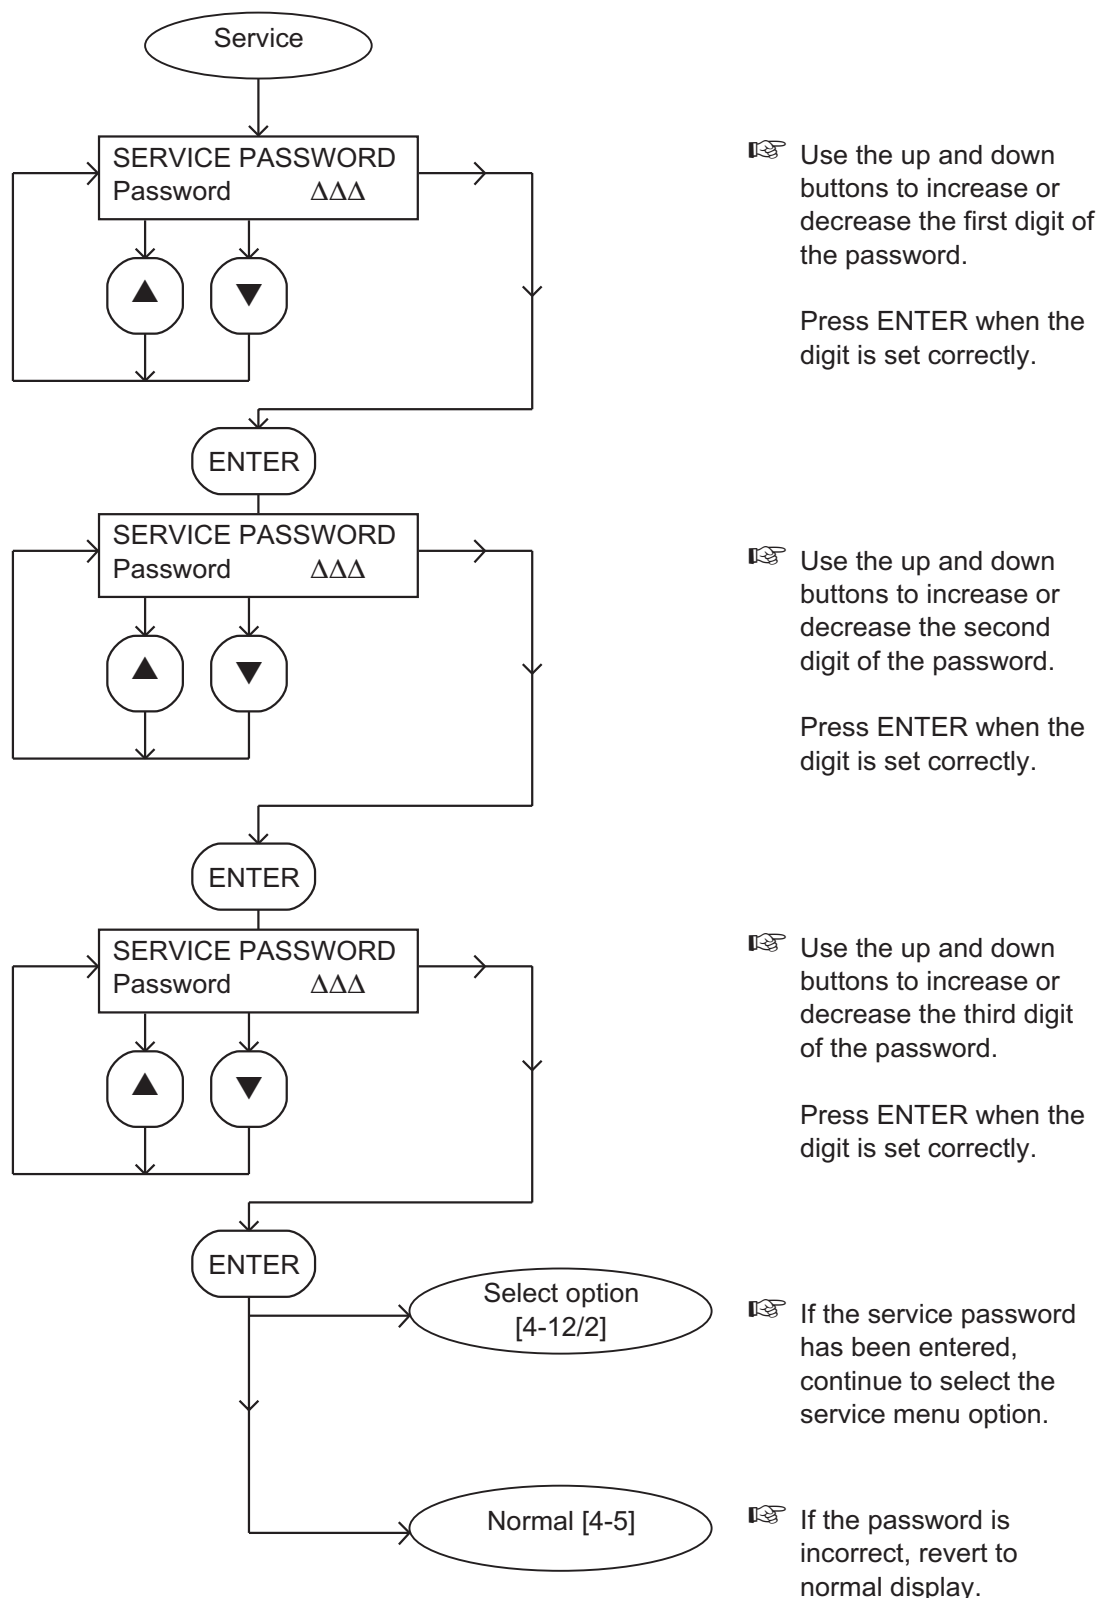 Service
SERVICE PASSWORD
Password ΔΔΔ
▲ ▼
☞ Use the up and down
buttons to increase or
decrease the first digit of
the password.
Press ENTER when the
digit is set correctly.
ENTER
SERVICE PASSWORD
Password ΔΔΔ
▲ ▼
☞ Use the up and down
buttons to increase or
decrease the second
digit of the password.
Press ENTER when the
digit is set correctly.
ENTER
SERVICE PASSWORD
Password ΔΔΔ
▲ ▼
☞ Use the up and down
buttons to increase or
decrease the third digit
of the password.
Press ENTER when the
digit is set correctly.
ENTER
Select option
[4-12/2]
☞ If the service password
has been entered,
continue to select the
service menu option.
Normal [4-5]
☞ If the password is
incorrect, revert to
normal display.